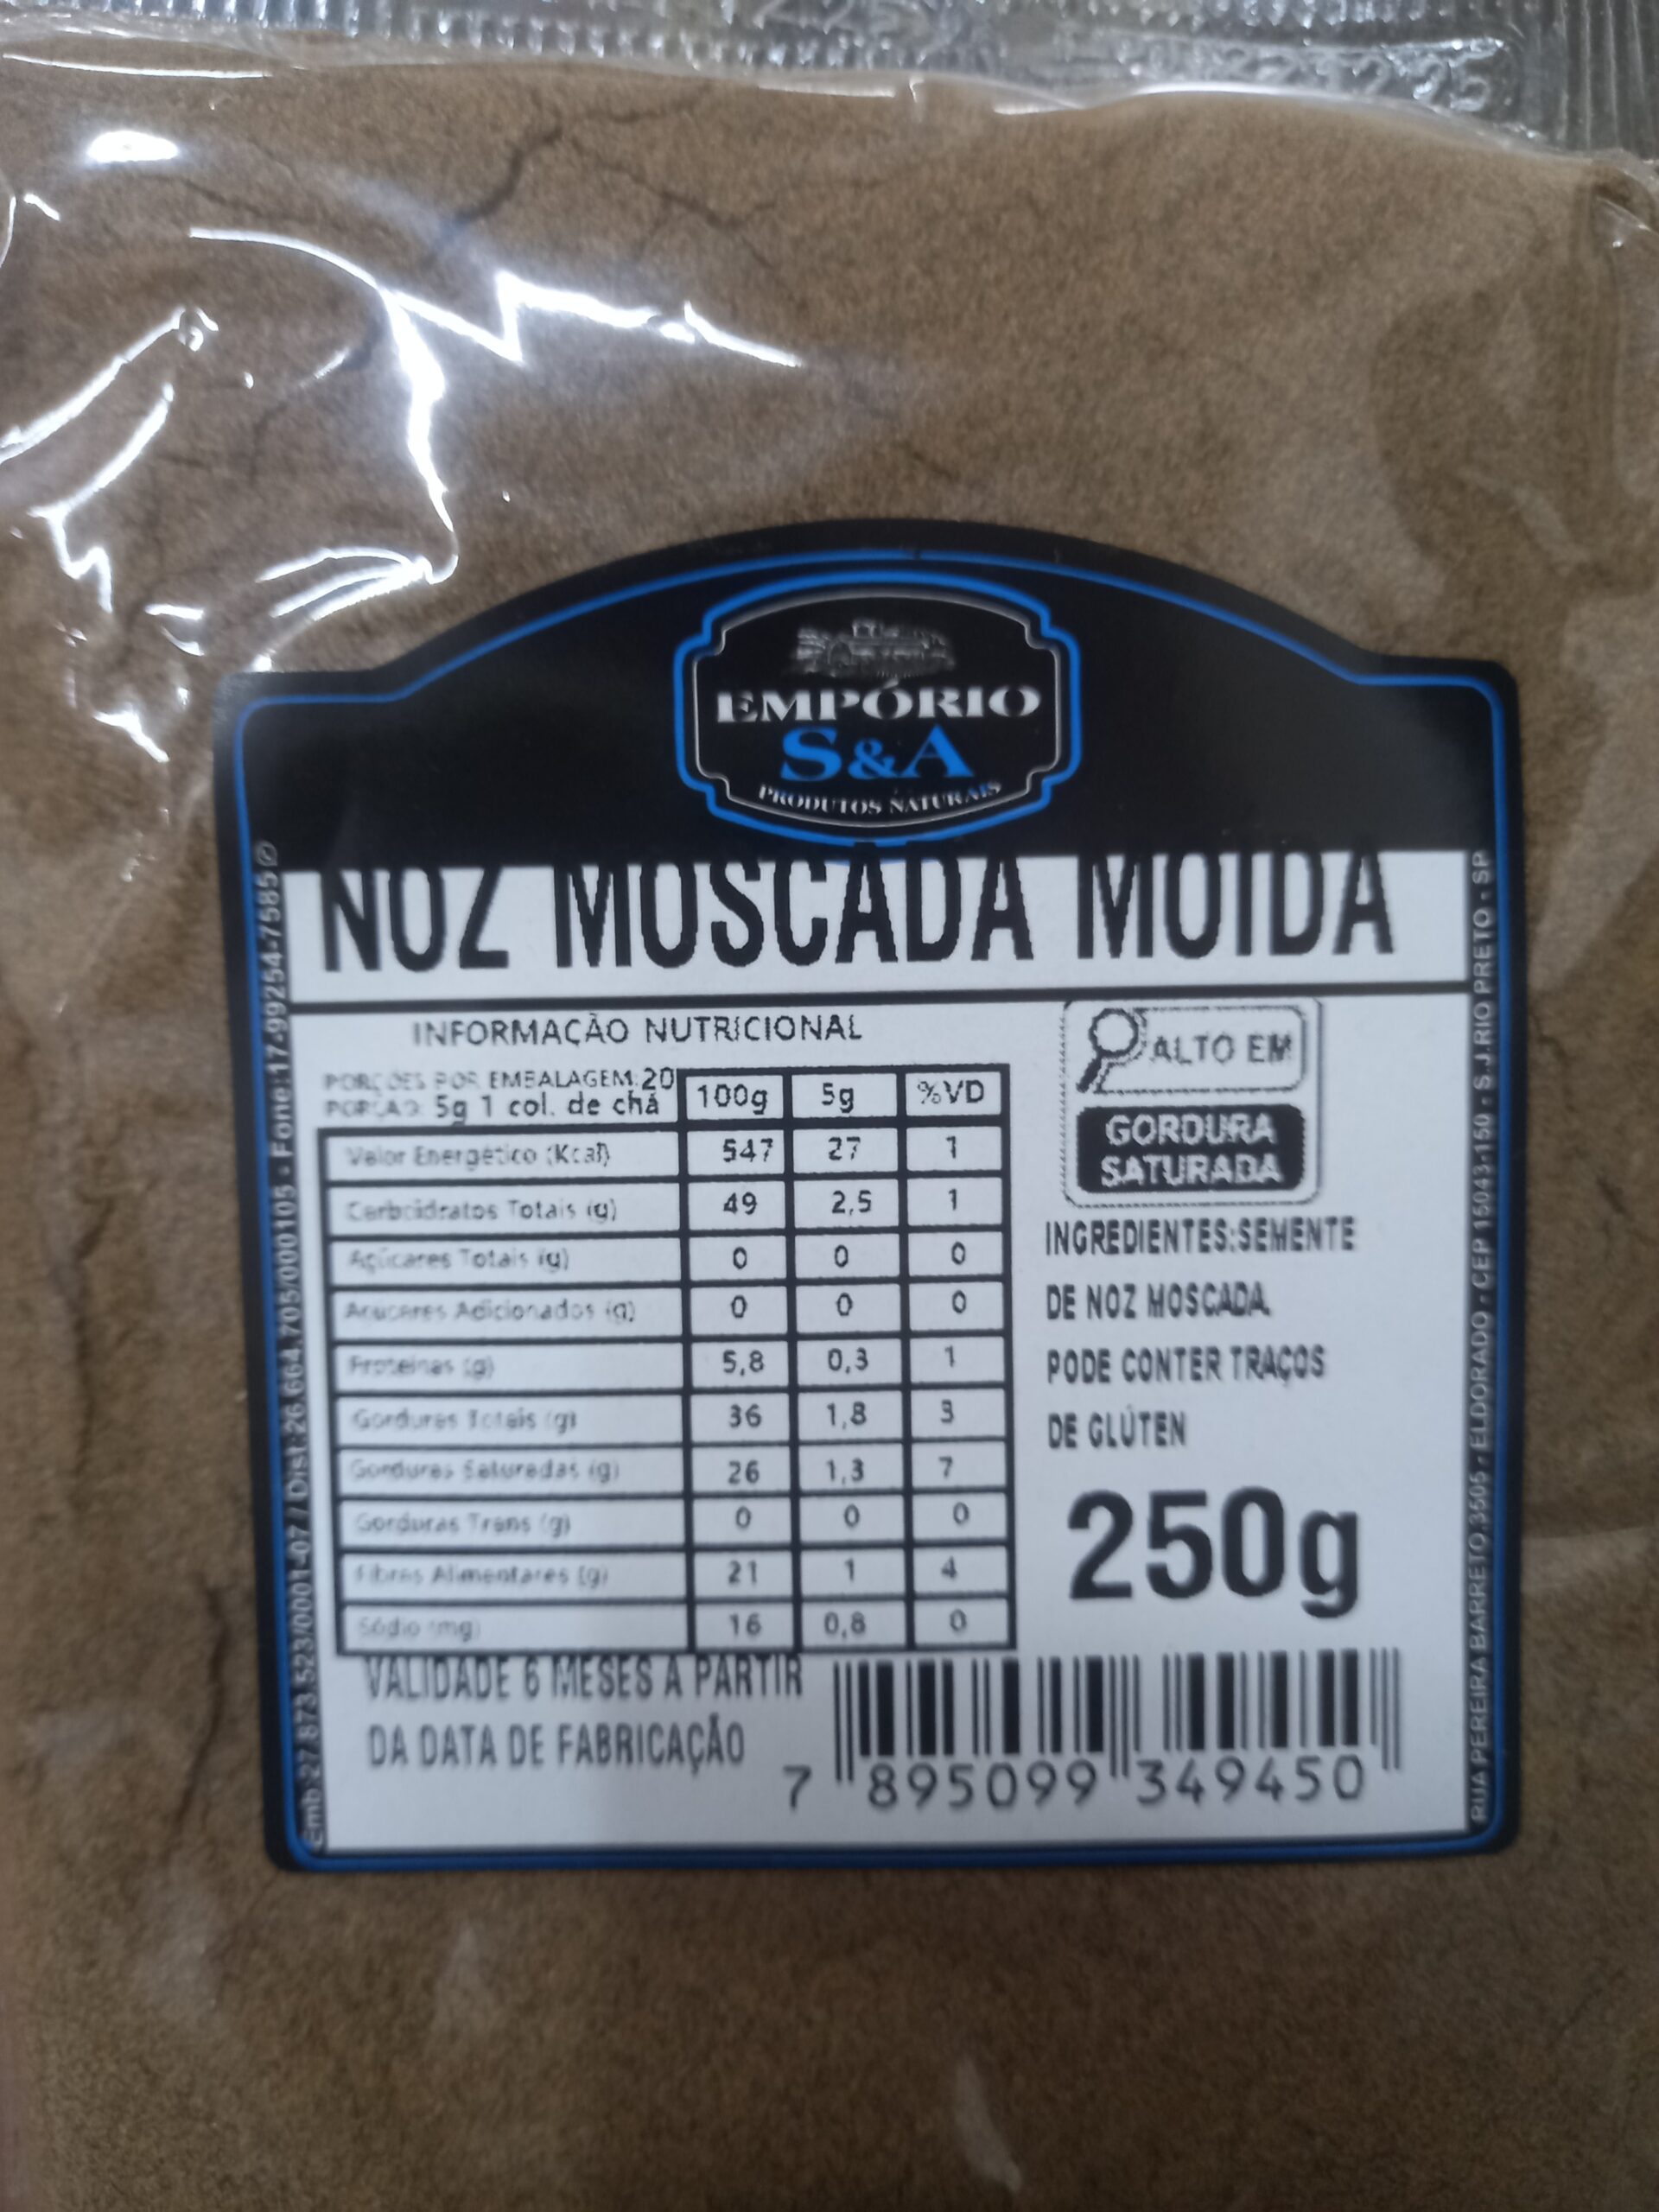 EMPÓRIO
S&A
PRODUTOS NATURAIS
NOZ MOSCADA MOIDA
INFORMAÇÃO NUTRICIONAL
PORÇÕES POR EMBALAGEM:20
PORÇÃO: 5g 1 col. de chá
100g 5g %VD
Valor Energético (Kcal) 547 27 1
Carboidratos Totais (g) 49 2,5 1
Açúcares Totais (g) 0 0 0
Açúcares Adicionados (g) 0 0 0
Proteínas (g) 5,8 0,3 1
Gorduras Totais (g) 36 1,8 3
Gorduras Saturadas (g) 26 1,3 7
Gorduras Trans (g) 0 0 0
Fibras Alimentares (g) 21 1 4
Sódio (mg) 16 0,8 0
VALIDADE 6 MESES A PARTIR
DA DATA DE FABRICAÇÃO
ALTO EM
GORDURA
SATURADA
INGREDIENTES:SEMENTE
DE NOZ MOSCADA.
PODE CONTER TRAÇOS
DE GLÚTEN
250g
7 895099 349450
Emb:27.873.523/0001-07 / Dist:26.664.705/000105 - Fone:17-99254-7585
RUA PEREIRA BARRETO,3505 - ELDORADO - CEP 15043-150 - S.J.RIO PRETO - SP